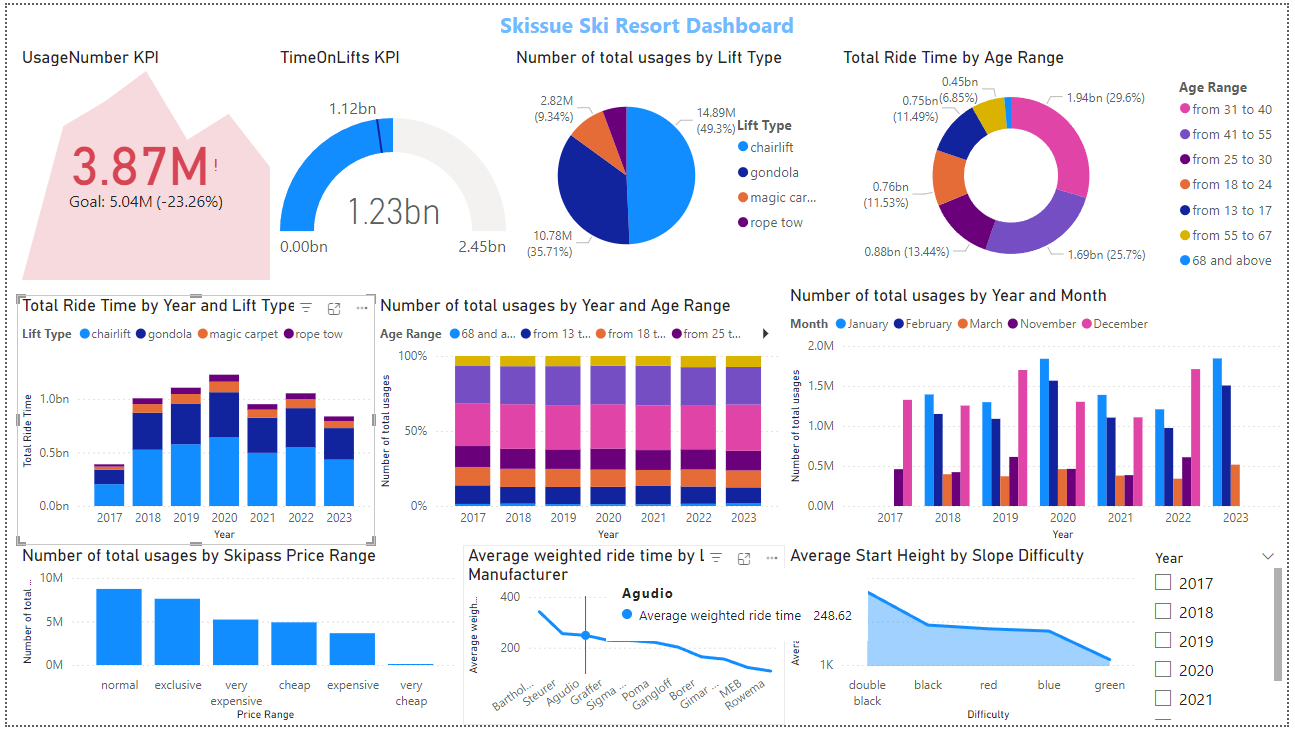 Skissue Ski Resort Dashboard
UsageNumber KPI
3.87M !
Goal: 5.04M (-23.26%)
TimeOnLifts KPI
1.12bn
1.23bn
0.00bn
2.45bn
Number of total usages by Lift Type
2.82M
(9.34%)
14.89M
(49.3%)
10.78M
(35.71%)
Lift Type
chairlift
gondola
magic car...
rope tow
Total Ride Time by Age Range
0.45bn
(6.85%)
0.75bn
(11.49%)
1.94bn (29.6%)
0.76bn
(11.53%)
0.88bn (13.44%)
1.69bn (25.7%)
Age Range
from 31 to 40
from 41 to 55
from 25 to 30
from 18 to 24
from 13 to 17
from 55 to 67
68 and above
Total Ride Time by Year and Lift Type
Lift Type chairlift gondola magic carpet rope tow
Total Ride Time
1.0bn
0.5bn
0.0bn
2017 2018 2019 2020 2021 2022 2023
Year
Number of total usages by Year and Age Range
Age Range 68 and a... from 13 t... from 18 t... from 25 t...
Number of total usages
100%
50%
0%
2017 2018 2019 2020 2021 2022 2023
Year
Number of total usages by Year and Month
Month January February March November December
Number of total usages
2.0M
1.5M
1.0M
0.5M
0.0M
2017 2018 2019 2020 2021 2022 2023
Year
Number of total usages by Skipass Price Range
Number of total ...
10M
5M
0M
normal exclusive very expensive cheap expensive very cheap
Price Range
Average weighted ride time by L
Manufacturer
Average weigh...
400
200
Agudio
Average weighted ride time 248.62
Barthol... Steurer Agudio Graffer Sigma ... Poma Gangloff Borer Gimar ... MEB Rowema
Average Start Height by Slope Difficulty
Avera
1K
double black black red blue green
Difficulty
Year
2017
2018
2019
2020
2021